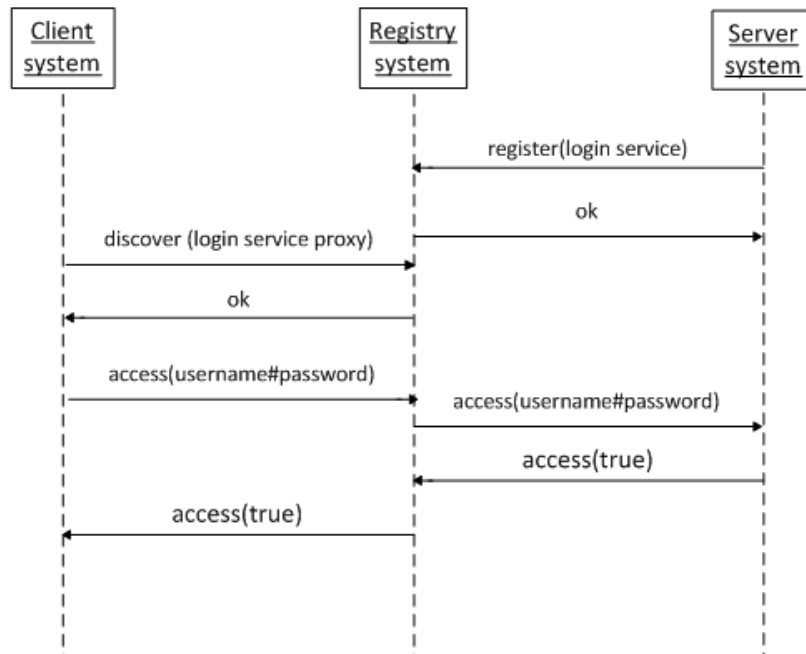 Client
system
Registry
system
Server
system
register(login service)
ok
discover (login service proxy)
ok
access(username#password)
access(username#password)
access(true)
access(true)